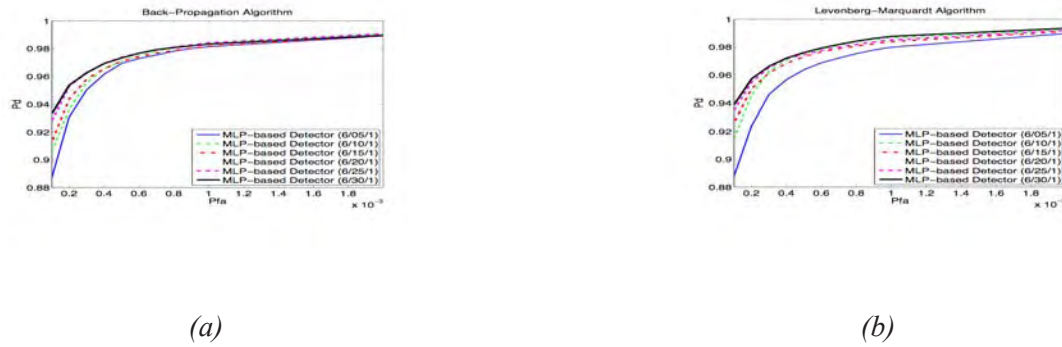 Back-Propagation Algorithm
1
0.98
0.96
0.94
0.92
0.9
0.88
Pd
MLP-based Detector (6/05/1)
MLP-based Detector (6/10/1)
MLP-based Detector (6/15/1)
MLP-based Detector (6/20/1)
MLP-based Detector (6/25/1)
MLP-based Detector (6/30/1)
0.2 0.4 0.6 0.8 1 1.2 1.4 1.6 1.8
Pfa
x 10⁻³
(a)
Levenberg-Marquardt Algorithm
1
0.98
0.96
0.94
0.92
0.9
0.88
Pd
MLP-based Detector (6/05/1)
MLP-based Detector (6/10/1)
MLP-based Detector (6/15/1)
MLP-based Detector (6/20/1)
MLP-based Detector (6/25/1)
MLP-based Detector (6/30/1)
0.2 0.4 0.6 0.8 1 1.2 1.4 1.6 1.8
Pfa
x 10
(b)